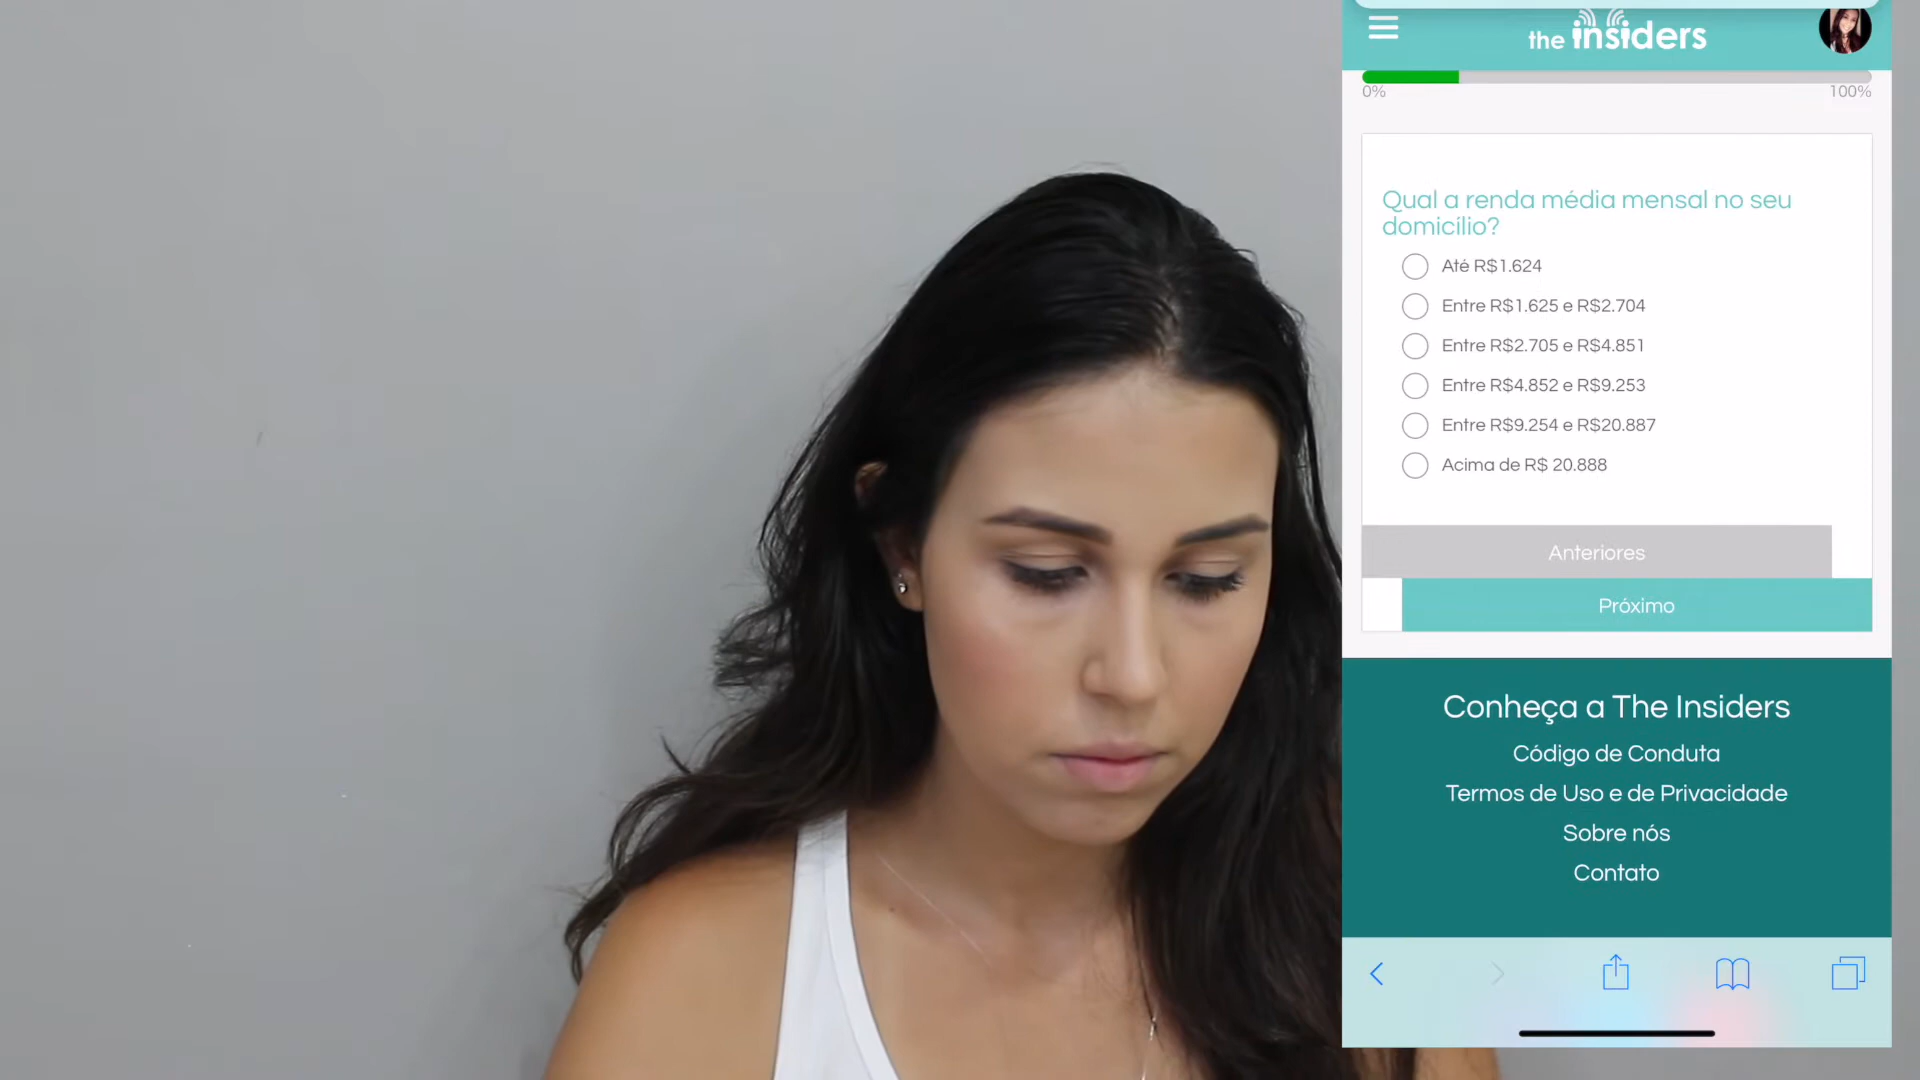 the insiders
0% 100%
Qual a renda média mensal no seu
domicílio?
Até R$1.624
Entre R$1.625 e R$2.704
Entre R$2.705 e R$4.851
Entre R$4.852 e R$9.253
Entre R$9.254 e R$20.887
Acima de R$ 20.888
Anteriores
Próximo
Conheça a The Insiders
Código de Conduta
Termos de Uso e de Privacidade
Sobre nós
Contato